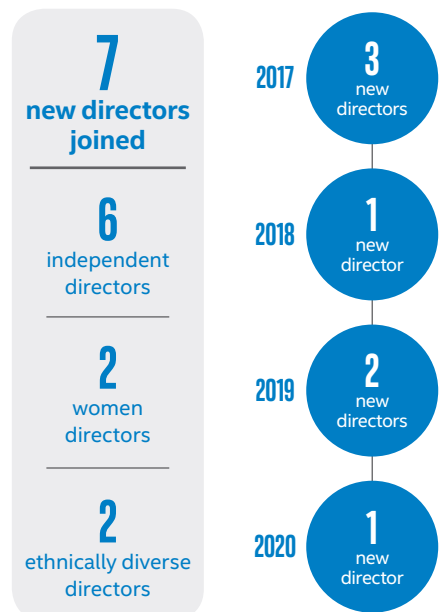 7
new directors
joined
6
independent
directors
2
women
directors
2
ethnically diverse
directors
2017
3
new
directors
2018
1
new
director
2019
2
new
directors
2020
1
new
director